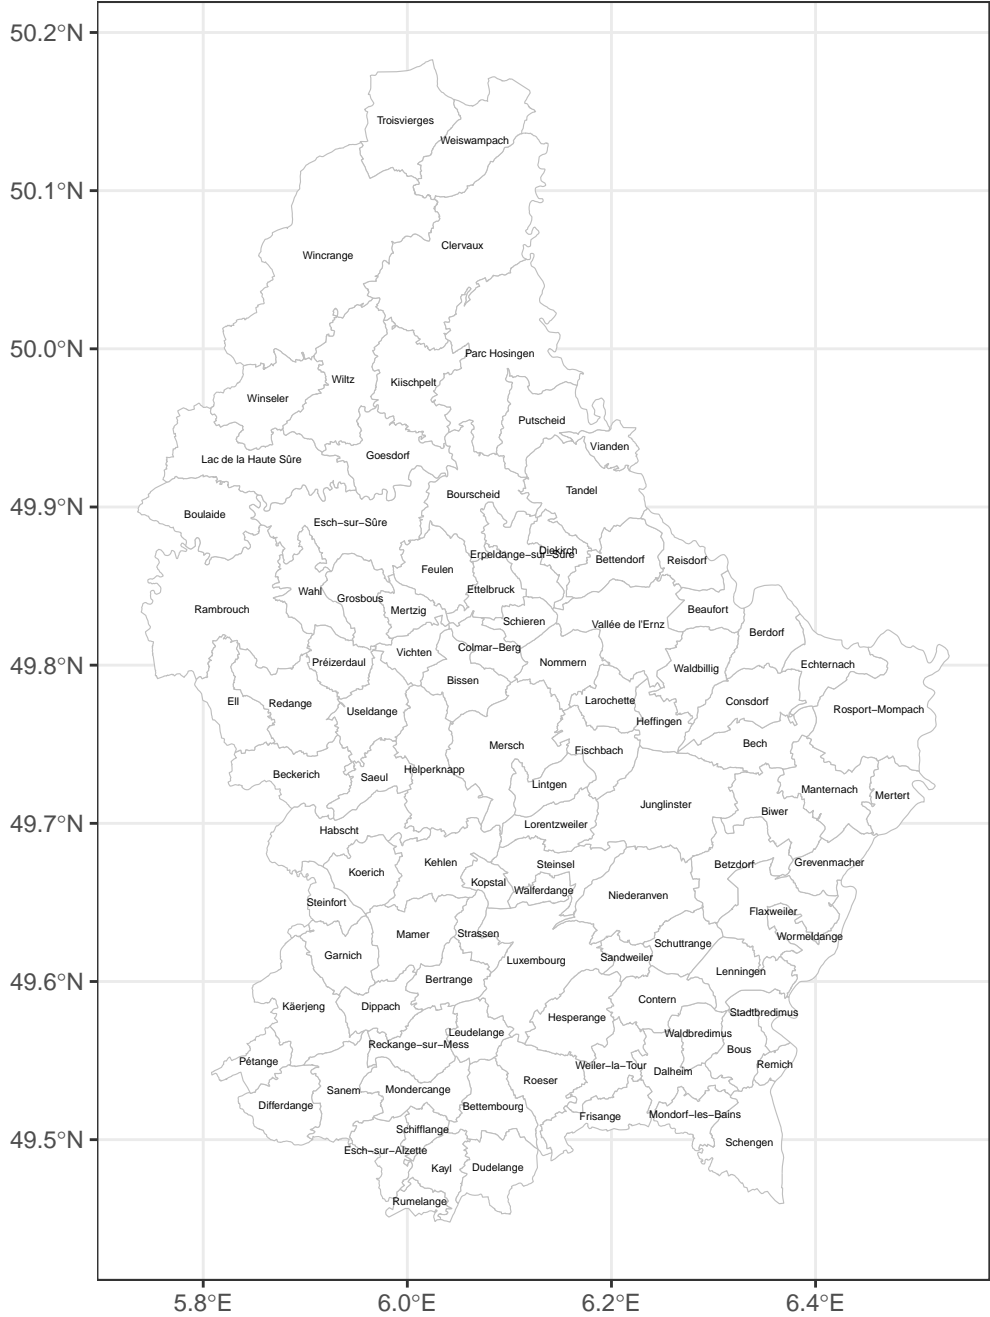 50.2°N
Troisvierges
Weiswampach
50.1°N
Clervaux
Wincrange
50.0°N
Parc Hosingen
Wiltz
Kiischpelt
Winseler
Putscheid
Vianden
Goesdorf
Lac de la Haute Sûre
Tandel
Bourscheid
49.9°N
Boulaide
Esch−sur−Sûre
Diekirch
Erpeldange−sur−Sûre
Bettendorf
Reisdorf
Feulen
Ettelbruck
Wahl
Grosbous
Rambrouch
Mertzig
Beaufort
Schieren
Vallée de l'Ernz
Berdorf
Colmar−Berg
Vichten
49.8°N
Préizerdaul
Nommern
Echternach
Waldbillig
Bissen
Ell
Redange
Larochette
Consdorf
Useldange
Rosport−Mompach
Heffingen
Mersch
Fischbach
Bech
Helperknapp
Beckerich
Saeul
Lintgen
Manternach
Mertert
Junglinster
Biwer
49.7°N
Habscht
Lorentzweiler
Kehlen
Steinsel
Betzdorf
Grevenmacher
Koerich
Kopstal
Walferdange
Niederanven
Steinfort
Flaxweiler
Mamer
Strassen
Wormeldange
Schuttrange
Garnich
Luxembourg
Sandweiler
Lenningen
49.6°N
Bertrange
Contern
Käerjeng
Dippach
Stadtbredimus
Hesperange
Leudelange
Waldbredimus
Reckange−sur−Mess
Bous
Pétange
Weiler−la−Tour
Remich
Dalheim
Roeser
Sanem
Mondercange
Differdange
Bettembourg
Frisange
Mondorf−les−Bains
Schifflange
49.5°N
Schengen
Esch−sur−Alzette
Kayl
Dudelange
Rumelange
5.8°E
6.0°E
6.2°E
6.4°E